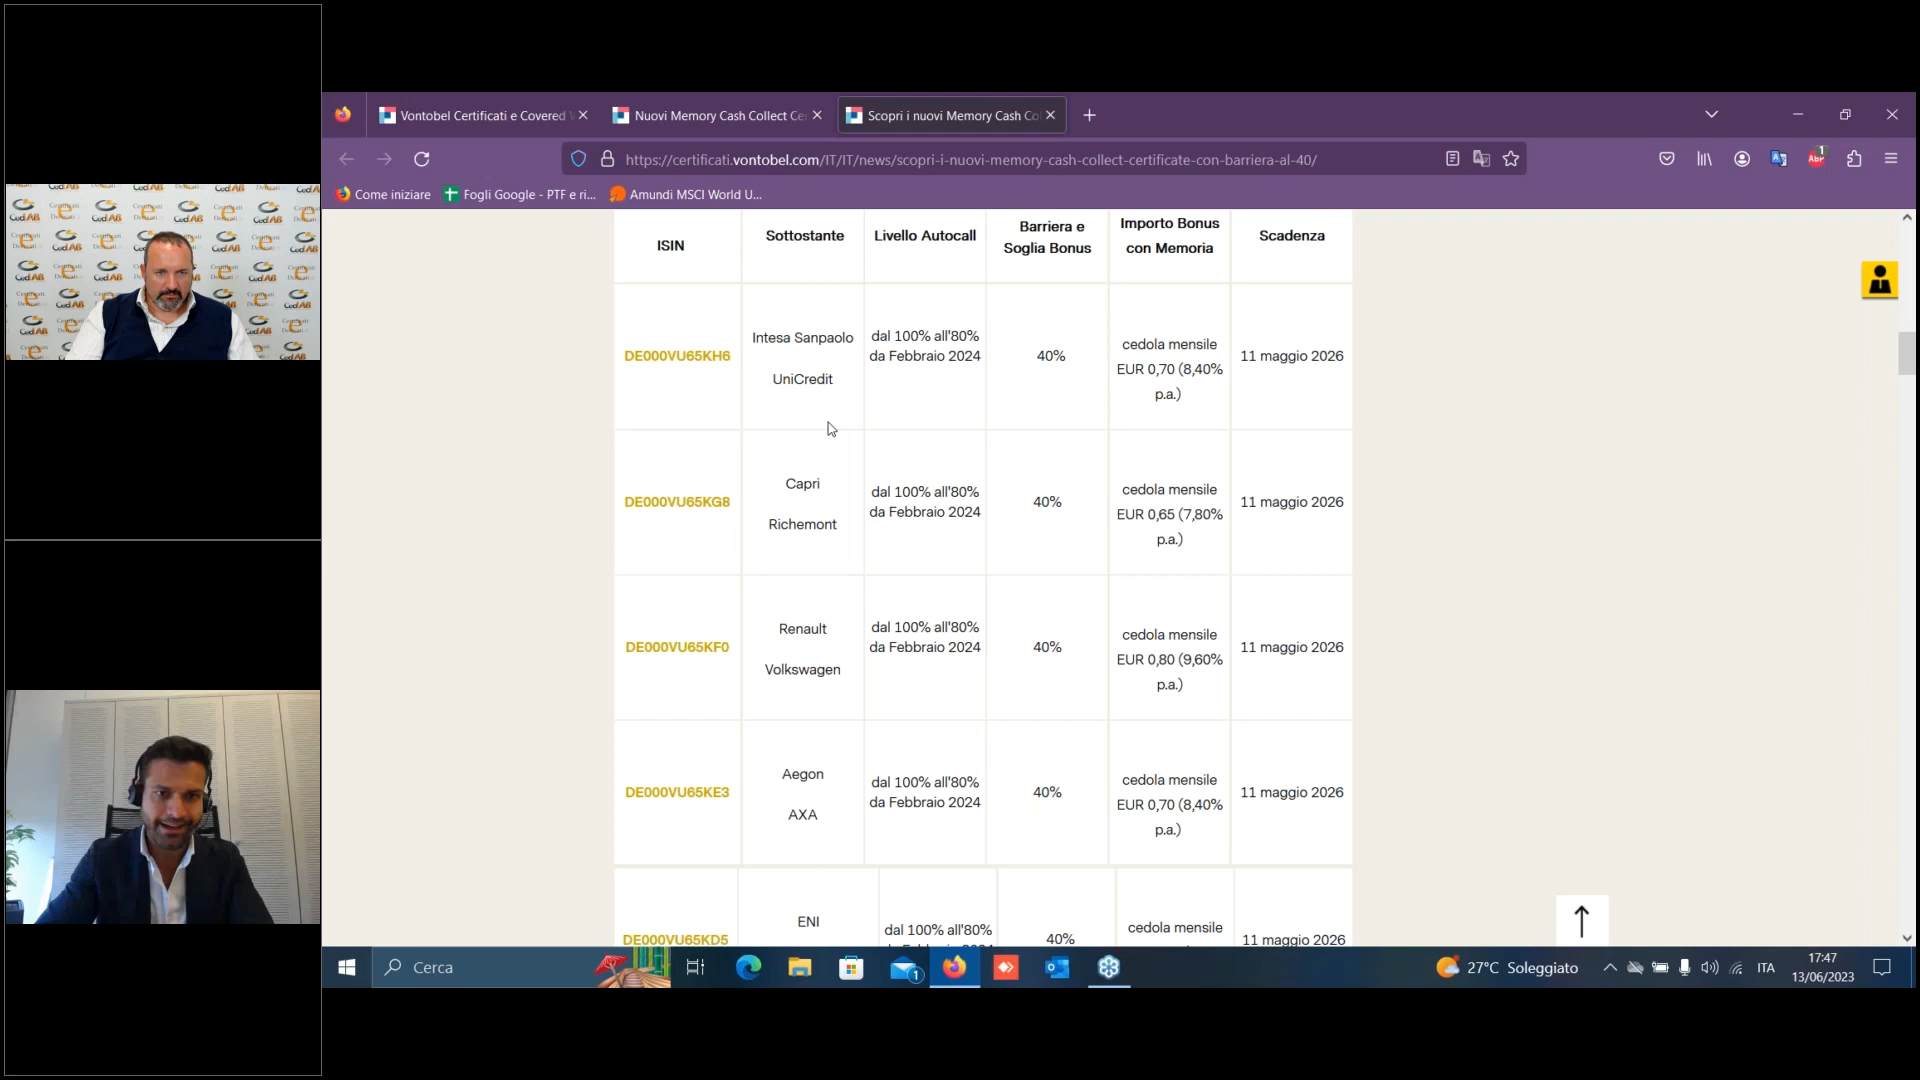 Vontobel Certificati e Covered
Nuovi Memory Cash Collect Ce
Scopri i nuovi Memory Cash Co
https://certificati.vontobel.com/IT/IT/news/scopri-i-nuovi-memory-cash-collect-certificate-con-barriera-al-40/
1
Come iniziare
Fogli Google - PTF e ri...
Amundi MSCI World U...
ISIN
Sottostante
Livello Autocall
Barriera e
Soglia Bonus
Importo Bonus
con Memoria
Scadenza
DE000VU65KH6
Intesa Sanpaolo
UniCredit
dal 100% all'80%
da Febbraio 2024
40%
cedola mensile
EUR 0,70 (8,40%
p.a.)
11 maggio 2026
DE000VU65KG8
Capri
Richemont
dal 100% all'80%
da Febbraio 2024
40%
cedola mensile
EUR 0,65 (7,80%
p.a.)
11 maggio 2026
DE000VU65KF0
Renault
Volkswagen
dal 100% all'80%
da Febbraio 2024
40%
cedola mensile
EUR 0,80 (9,60%
p.a.)
11 maggio 2026
DE000VU65KE3
Aegon
AXA
dal 100% all'80%
da Febbraio 2024
40%
cedola mensile
EUR 0,70 (8,40%
p.a.)
11 maggio 2026
DE000VU65KD5
ENI
dal 100% all'80%
40%
cedola mensile
11 maggio 2026
Cerca
1
27°C Soleggiato
ITA
17:47
13/06/2023